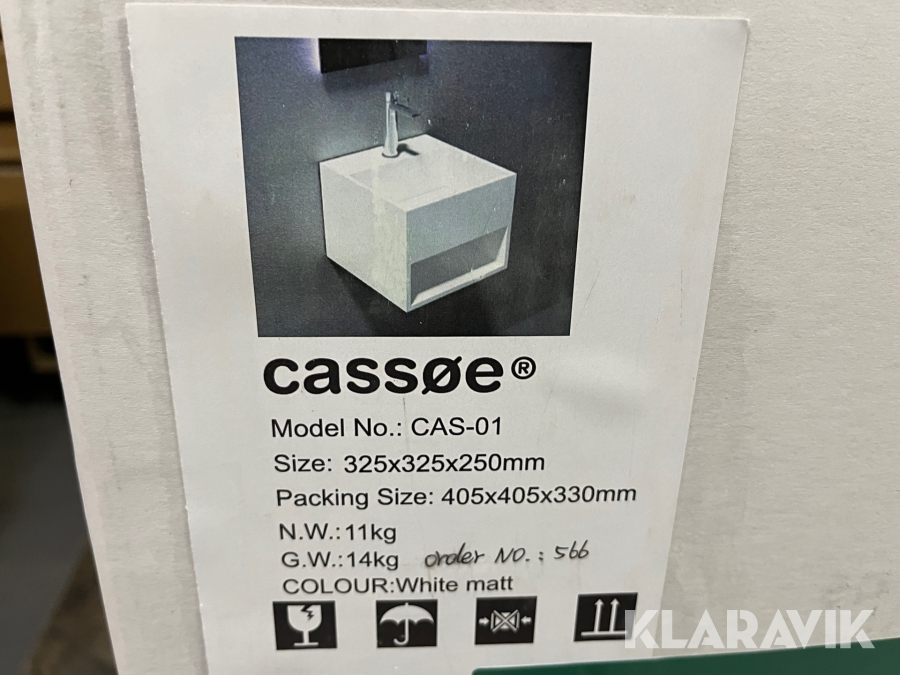 cassøe®
Model No.: CAS-01
Size: 325x325x250mm
Packing Size: 405x405x330mm
N.W.:11kg
G.W.:14kg order NO.: 566
COLOUR:White matt
KLARAVIK